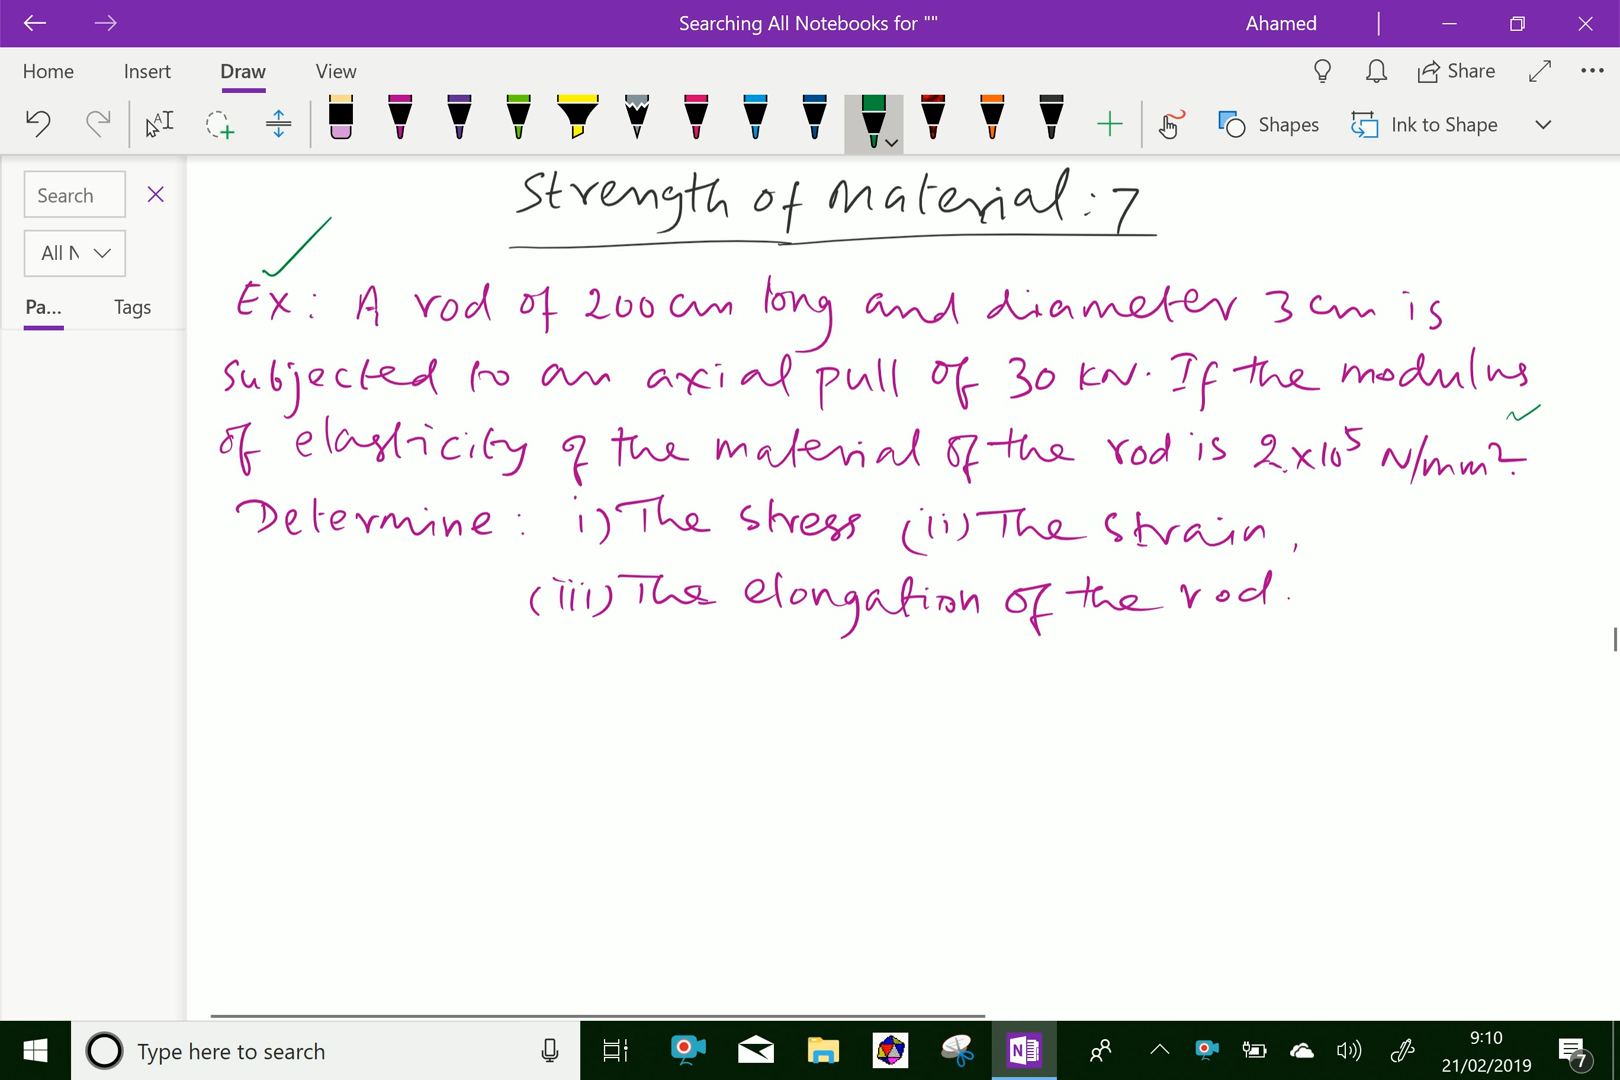 Searching All Notebooks for ""
Ahamed
Home Insert Draw View
Share
Shapes
Ink to Shape
Search
All N
Pa... Tags
Strength of Material : 7
Ex : A rod of 200 cm long and diameter 3 cm is
subjected to an axial pull of 30 KN. If the modulus
of elasticity of the material of the rod is 2×10⁵ N/mm².
Determine : i) The stress (ii) The strain,
(iii) The elongation of the rod.
Type here to search
9:10
21/02/2019
7